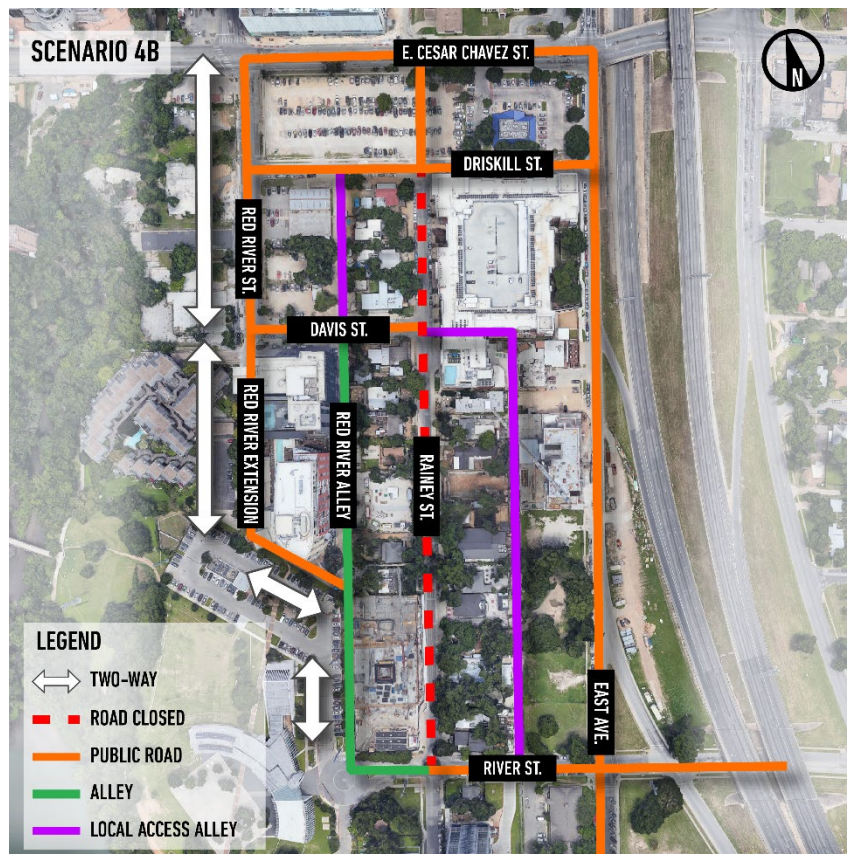 SCENARIO 4B
E. CESAR CHAVEZ ST.
N
DRISKILL ST.
RED RIVER ST.
DAVIS ST.
RED RIVER EXTENSION
RED RIVER ALLEY
RAINEY ST.
EAST AVE.
RIVER ST.
LEGEND
TWO-WAY
ROAD CLOSED
PUBLIC ROAD
ALLEY
LOCAL ACCESS ALLEY